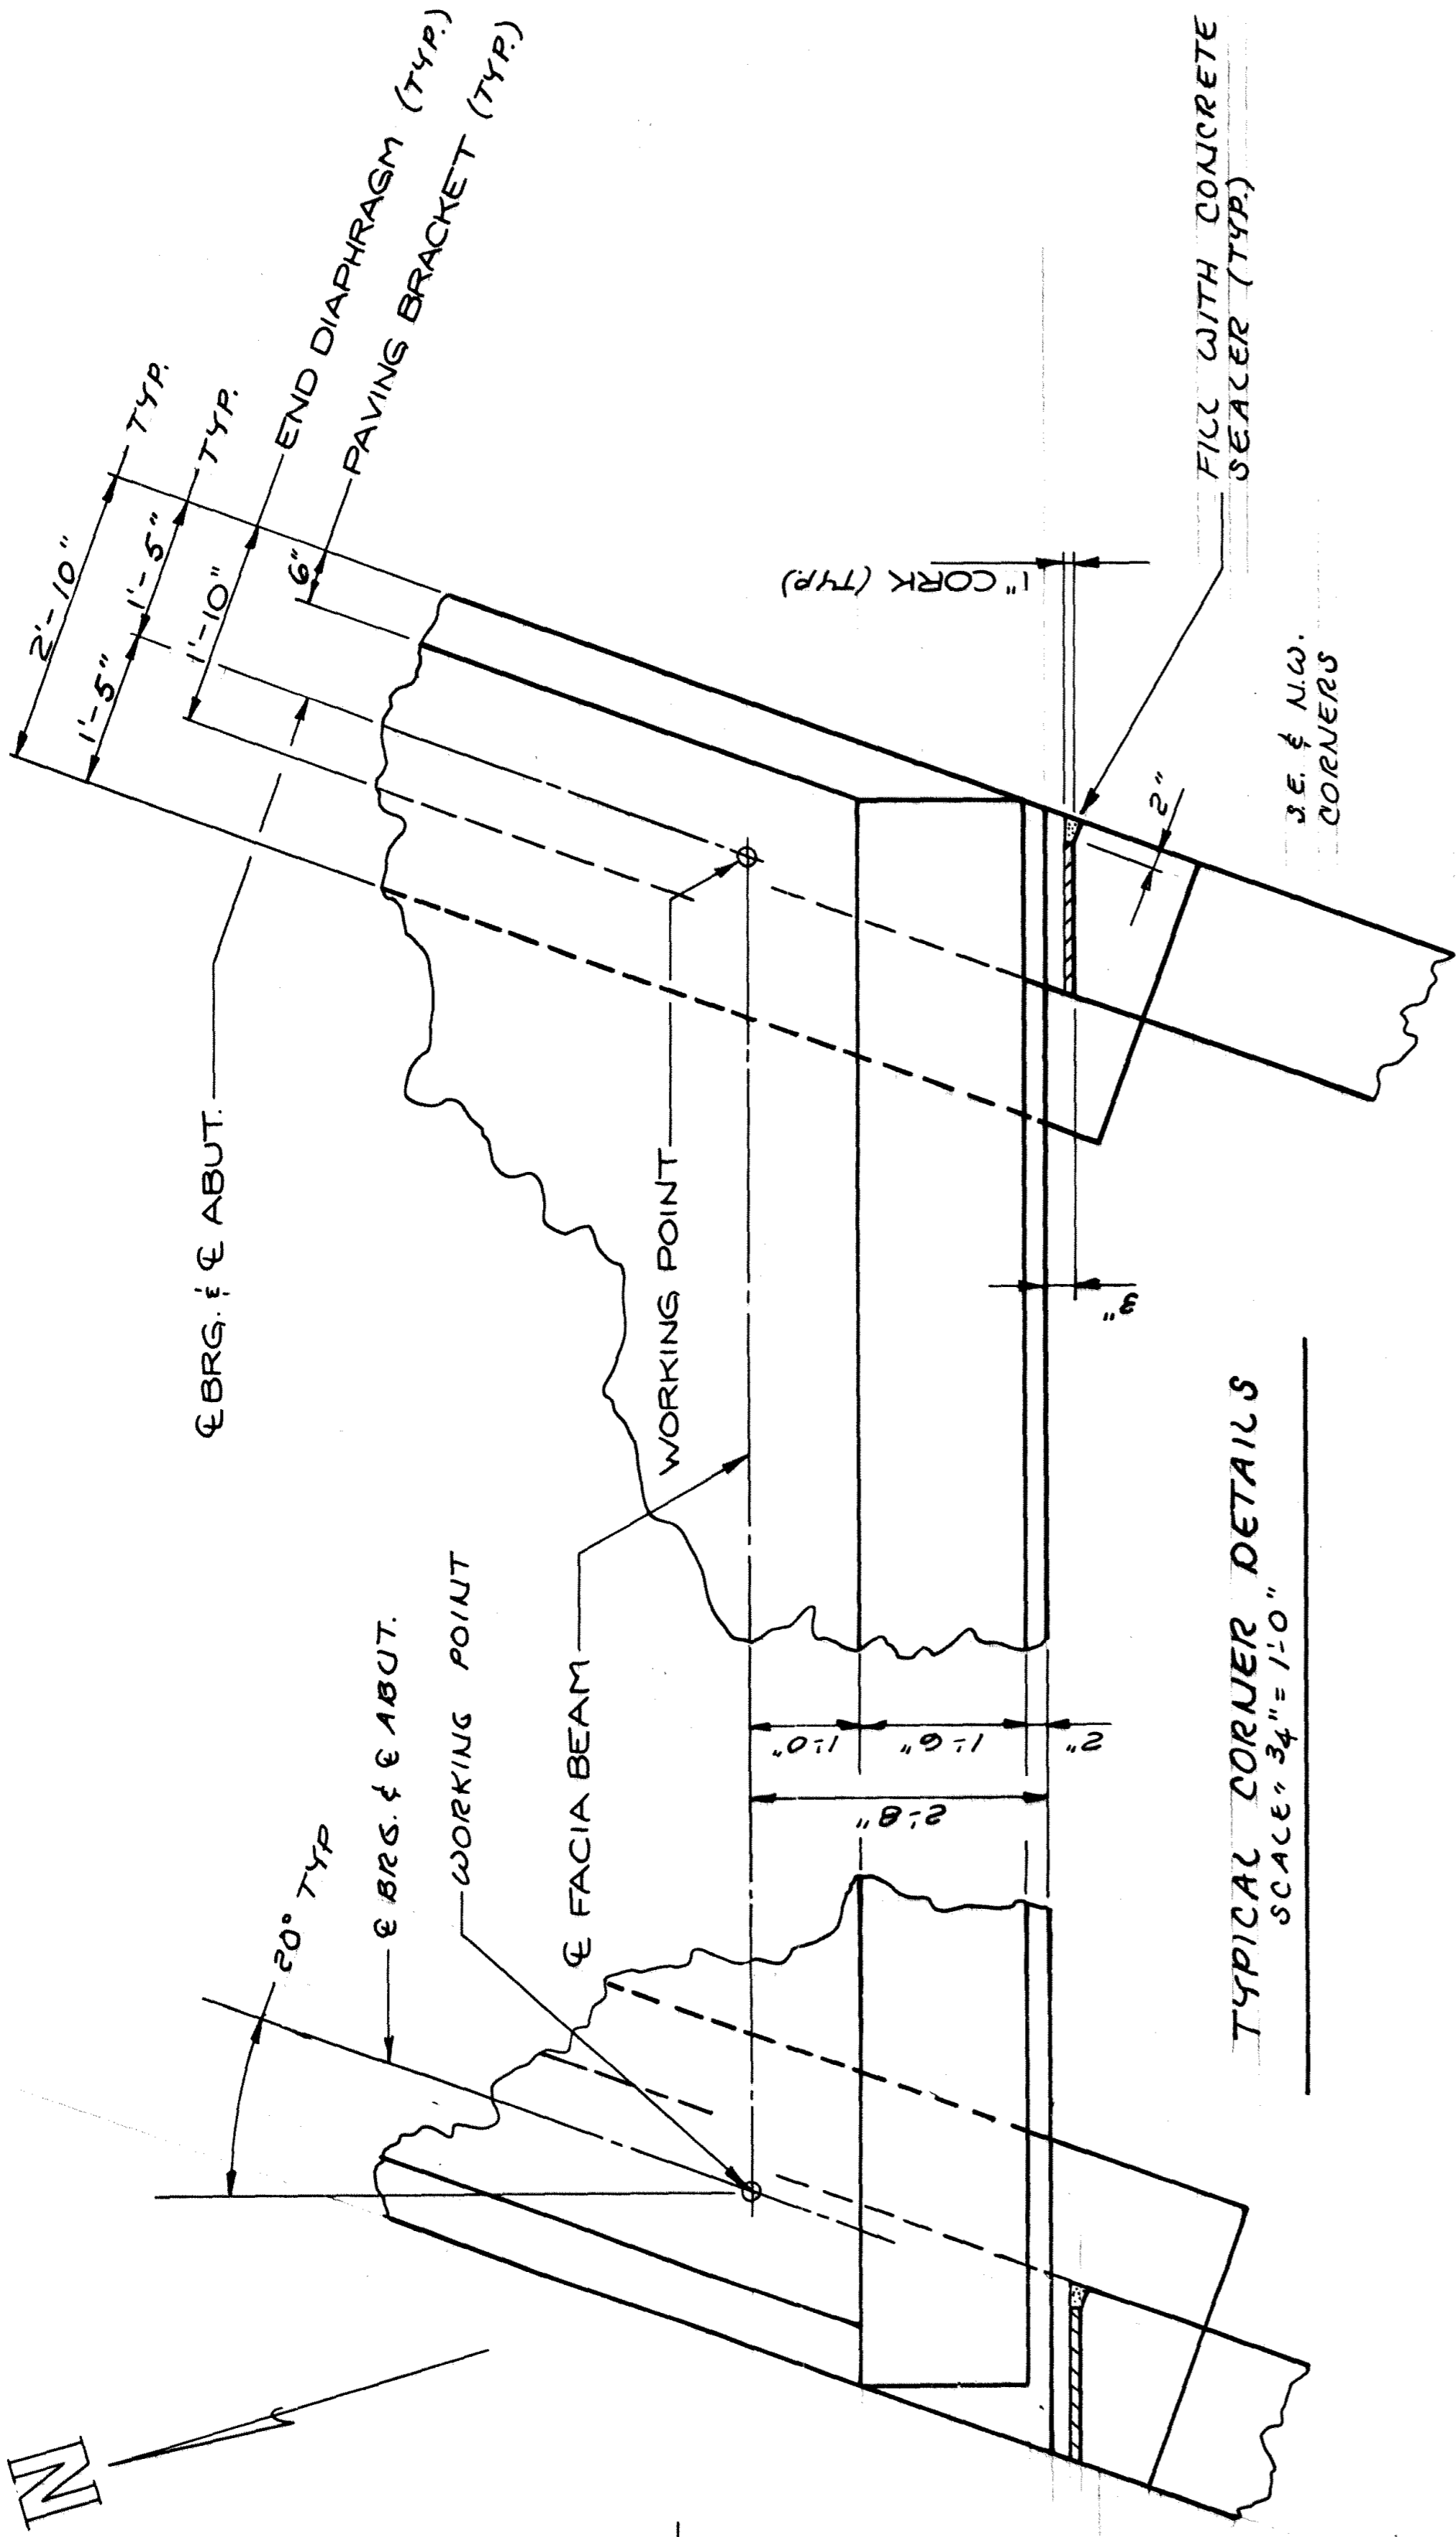 N
20° TYP
℄ BRG. & ℄ ABUT.
WORKING POINT
℄ FACIA BEAM
℄ BRG. & ℄ ABUT.
WORKING POINT
2'-10"
TYP.
1'-5"
1'-5"
TYP.
1'-10"
END DIAPHRAGM (TYP.)
6"
PAVING BRACKET (TYP.)
1'-0"
1'-6"
2"
2'-8"
3"
1" CORK (TYP)
2"
FILL WITH CONCRETE
SEALER (TYP.)
S.E. & N.W.
CORNERS
TYPICAL CORNER DETAILS
SCALE = 3/4" = 1'-0"